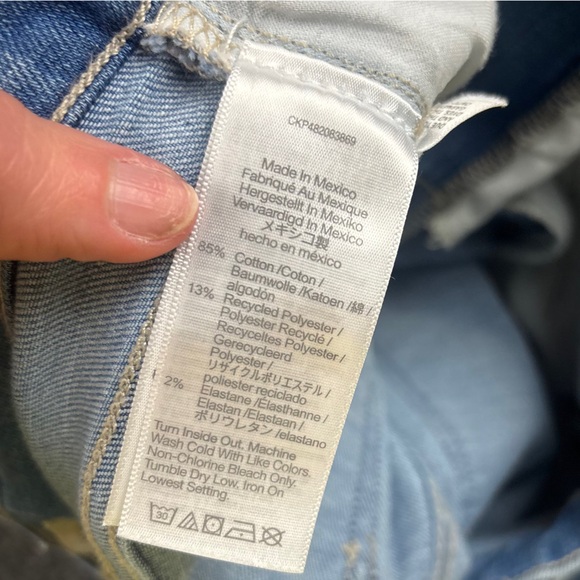 CKP482083869
Made In Mexico
Fabriqué Au Mexique
Hergestellt In Mexiko
Vervaardigd In Mexico
メキシコ製
hecho en méxico
85% Cotton /Coton/
Baumwolle /Katoen /綿 /
algodón
13% Recycled Polyester /
Polyester Recyclé /
Recyceltes Polyester /
Gerecycleerd
Polyester /
リサイクルポリエステル /
poliester reciclado
2% Elastane /Élasthanne /
Elastan /Elastaan /
ポリウレタン /elastano
Turn Inside Out, Machine
Wash Cold With Like Colors.
Non-Chlorine Bleach Only.
Tumble Dry Low. Iron On
Lowest Setting.
30